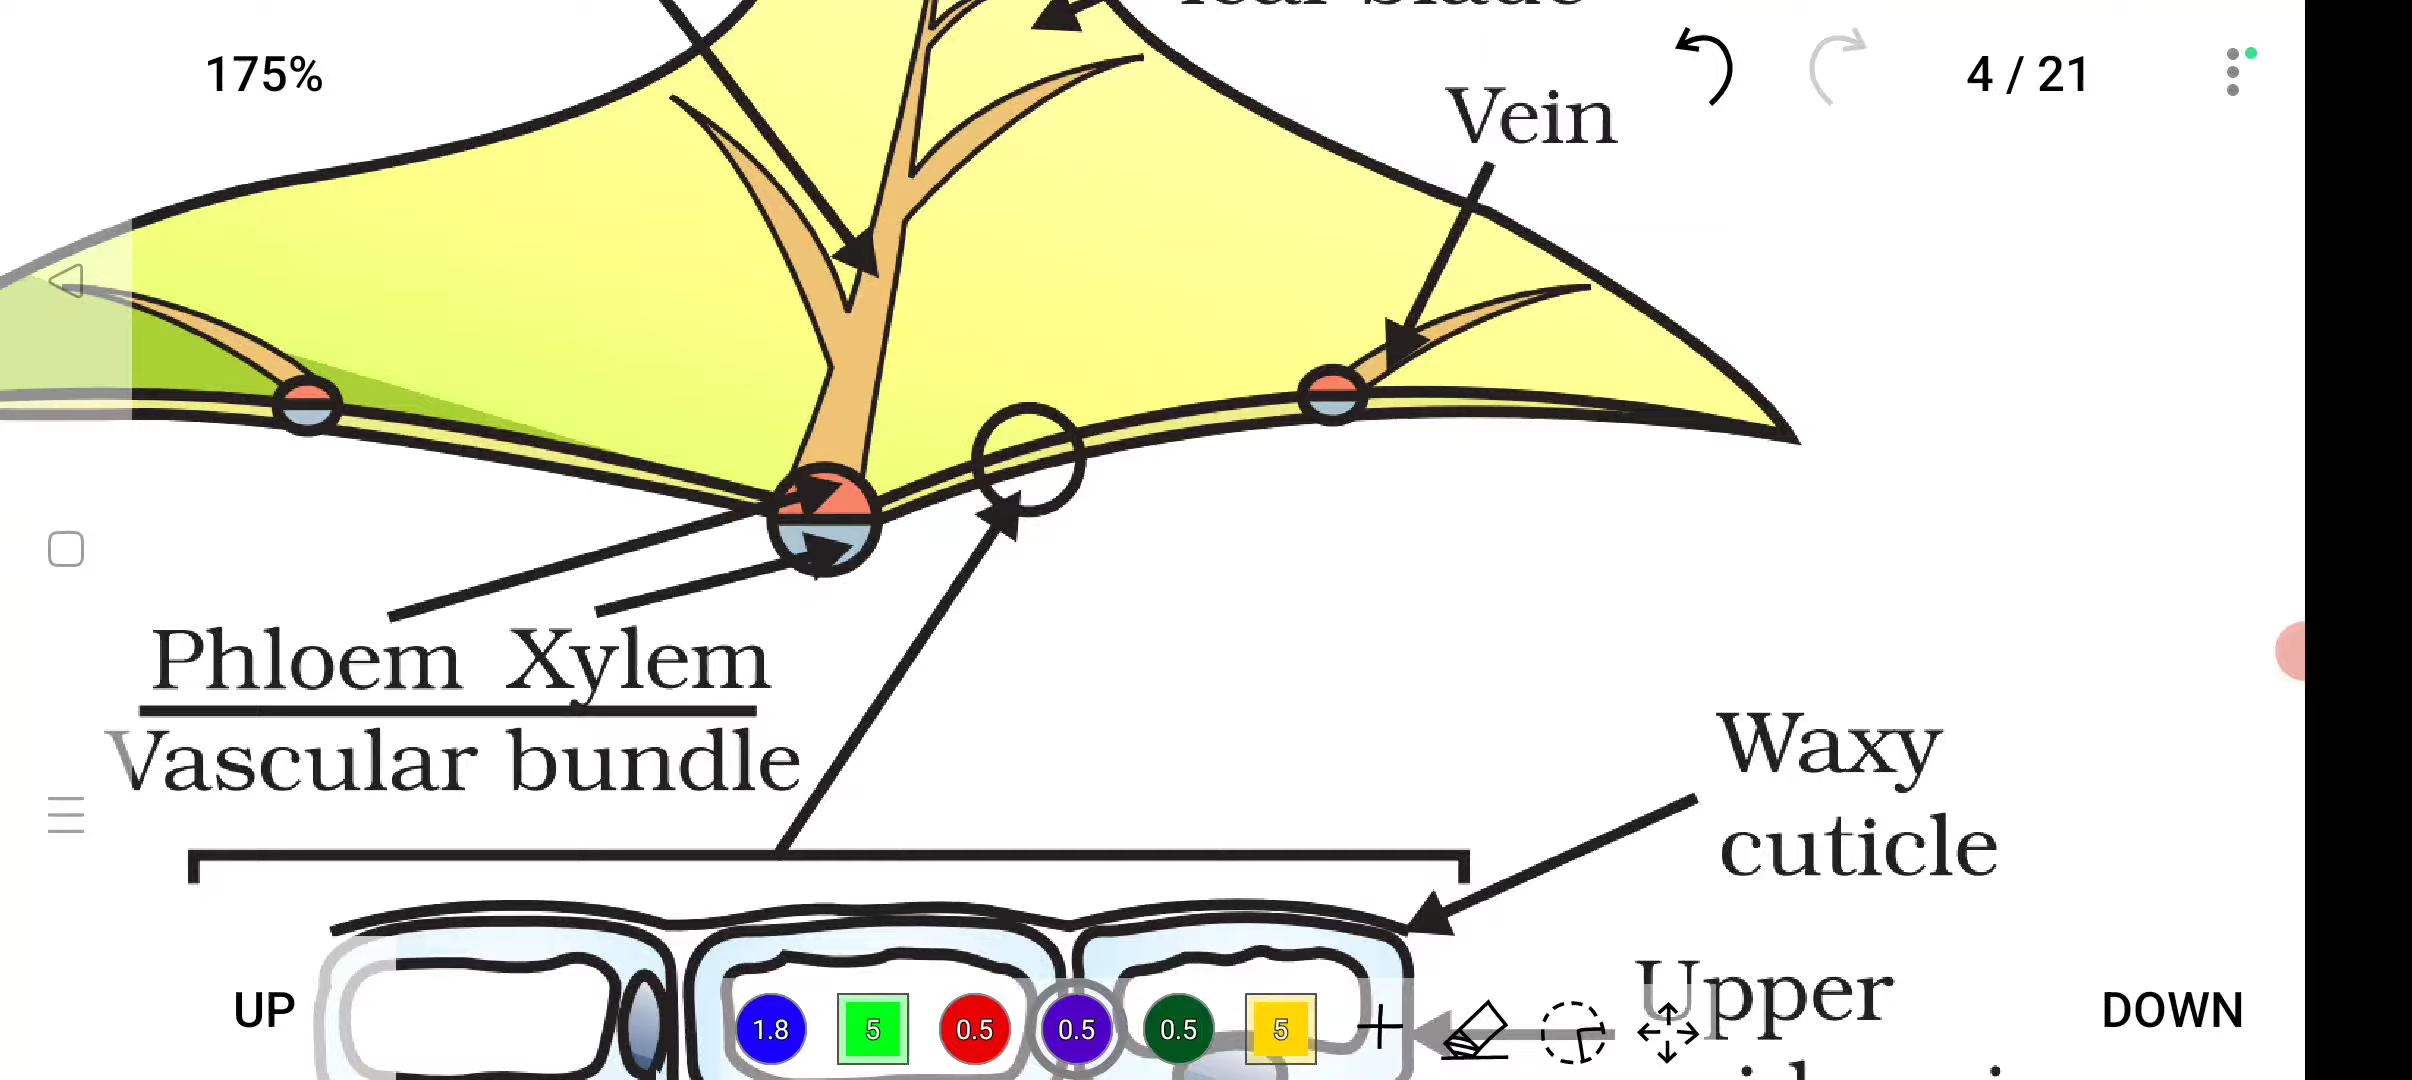 175%
4 / 21
Vein
Phloem Xylem
Vascular bundle
Waxy
cuticle
Upper
UP
1.8
5
0.5
0.5
0.5
5
DOWN